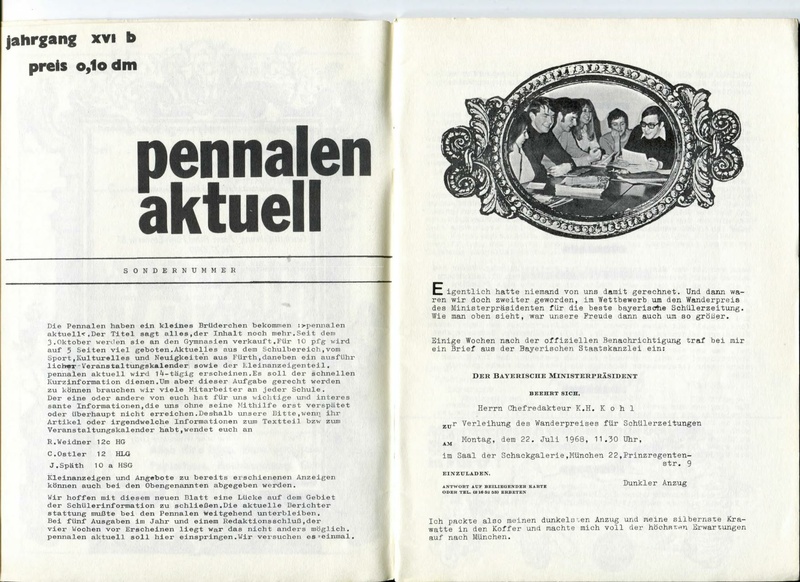 jahrgang xvi b
preis 0,10 dm
pennalen
aktuell
SONDERNUMMER
Die Pennalen haben ein kleines Brüderchen bekommen :>pennalen
aktuell<.Der Titel sagt alles,der Inhalt noch mehr.Seit dem
3.Oktober werden sie an den Gymnasien verkauft.Für 10 pfg wird
auf 5 Seiten viel geboten.Aktuelles aus dem Schulbereich,vom
Sport,Kulturelles und Neuigkeiten aus Fürth,daneben ein ausführ
licher Veranstaltungskalender sowie der Kleinanzeigenteil.
pennalen aktuell wird 14-tägig erscheinen.Es soll der schnellen
Kurzinformation dienen.Um aber dieser Aufgabe gerecht werden
zu können brauchen wir viele Mitarbeiter an jeder Schule.
Der eine oder andere von euch hat für uns wichtige und interes
sante Informationen,die uns ohne seine Mithilfe erst verspätet
oder überhaupt nicht erreichen.Deshalb unsere Bitte,wenn ihr
Artikel oder irgendwelche Informationen zum Textteil bzw zum
Veranstaltungskalender habt,wendet euch an
R.Weidner 12c HG
C.Ostler 12 HLG
J.Späth 10 a HSG
Kleinanzeigen und Angebote zu bereits erschienenen Anzeigen
können auch bei den Obengenannten abgegeben werden.
Wir hoffen mit diesem neuen Blatt eine Lücke auf dem Gebiet
der Schülerinformation zu schließen.Die aktuelle Berichter
stattung mußte bei den Pennalen weitgehend unterbleiben.
Bei fünf Ausgaben im Jahr und einem Redaktionsschluß,der
vier Wochen vor Erscheinen liegt war das nicht anders möglich.
pennalen aktuell soll hier einspringen.Wir versuchen es einmal.
Eigentlich hatte niemand von uns damit gerechnet. Und dann wa-
ren wir doch zweiter geworden, im Wettbewerb um den Wanderpreis
des Ministerpräsidenten für die beste bayerische Schülerzeitung.
Wie man oben sieht, war unsere Freude dann auch um so größer.
Einige Wochen nach der offiziellen Benachrichtigung traf bei mir
ein Brief aus der Bayerischen Staatskanzlei ein:
DER BAYERISCHE MINISTERPRÄSIDENT
BEEHRT SICH,
Herrn Chefredakteur K.H. K o h l
zur Verleihung des Wanderpreises für Schülerzeitungen
AM Montag, dem 22. Juli 1968, 11.30 Uhr,
im Saal der Schackgalerie,München 22,Prinzregenten-
str. 9
EINZULADEN.
Dunkler Anzug
ANTWORT AUF BEILIEGENDER KARTE
ODER TEL. ERBETEN
Ich packte also meinen dunkelsten Anzug und meine silbernste Kra-
watte in den Koffer und machte mich voll der höchsten Erwartungen
auf nach München.